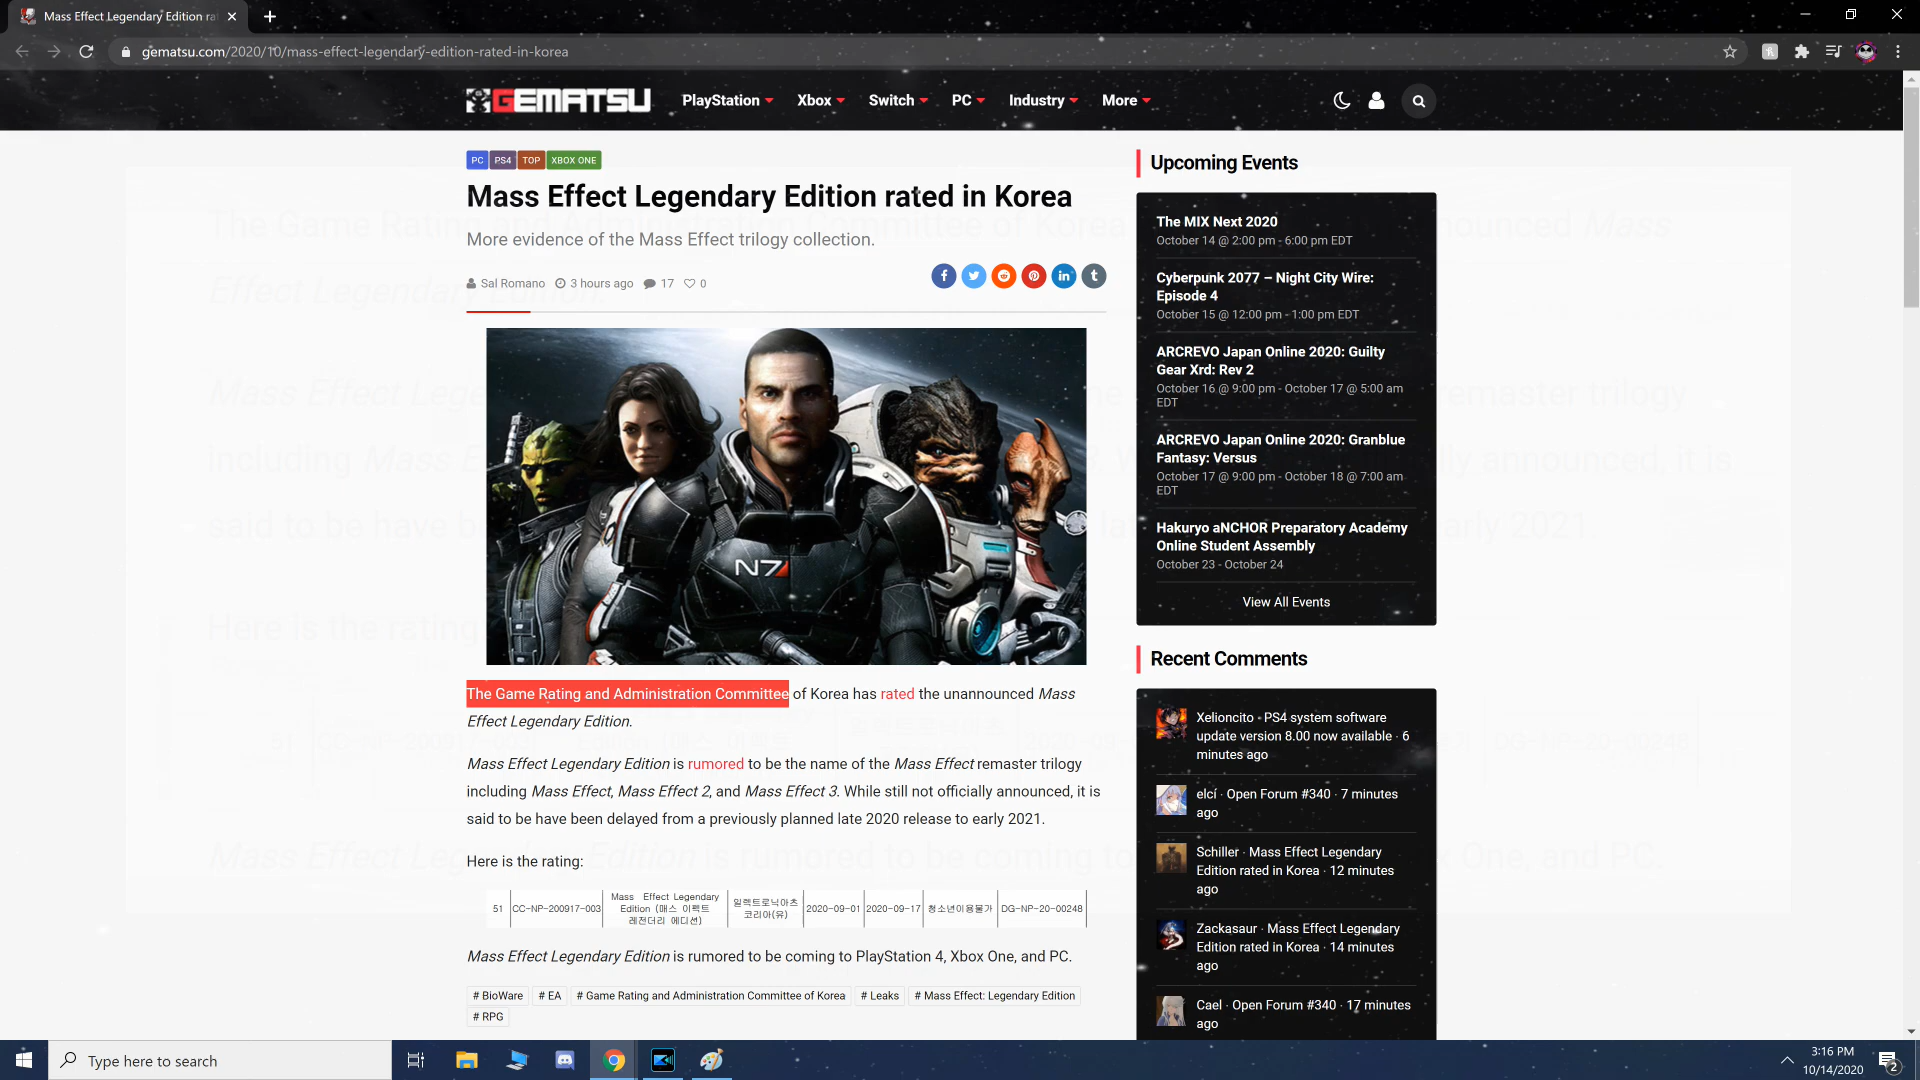 Mass Effect Legendary Edition ra
gematsu.com/2020/10/mass-effect-legendary-edition-rated-in-korea
GEMATSU
PlayStation
Xbox
Switch
PC
Industry
More
PC PS4 TOP XBOX ONE
Mass Effect Legendary Edition rated in Korea
More evidence of the Mass Effect trilogy collection.
Sal Romano 3 hours ago 17 0
N7
The Game Rating and Administration Committee of Korea has rated the unannounced Mass
Effect Legendary Edition.
Mass Effect Legendary Edition is rumored to be the name of the Mass Effect remaster trilogy
including Mass Effect, Mass Effect 2, and Mass Effect 3. While still not officially announced, it is
said to be have been delayed from a previously planned late 2020 release to early 2021.
Here is the rating:
51
CC-NP-200917-003
Mass Effect Legendary
Edition (매스 이펙트
레전더리 에디션)
일렉트로닉아츠
코리아(유)
2020-09-01
2020-09-17
청소년이용불가
DG-NP-20-00248
Mass Effect Legendary Edition is rumored to be coming to PlayStation 4, Xbox One, and PC.
# BioWare # EA # Game Rating and Administration Committee of Korea # Leaks # Mass Effect: Legendary Edition
# RPG
Upcoming Events
The MIX Next 2020
October 14 @ 2:00 pm - 6:00 pm EDT
Cyberpunk 2077 – Night City Wire:
Episode 4
October 15 @ 12:00 pm - 1:00 pm EDT
ARCREVO Japan Online 2020: Guilty
Gear Xrd: Rev 2
October 16 @ 9:00 pm - October 17 @ 5:00 am
EDT
ARCREVO Japan Online 2020: Granblue
Fantasy: Versus
October 17 @ 9:00 pm - October 18 @ 7:00 am
EDT
Hakuryo aNCHOR Preparatory Academy
Online Student Assembly
October 23 - October 24
View All Events
Recent Comments
Xelioncito · PS4 system software
update version 8.00 now available · 6
minutes ago
elcí · Open Forum #340 · 7 minutes
ago
Schiller · Mass Effect Legendary
Edition rated in Korea · 12 minutes
ago
Zackasaur · Mass Effect Legendary
Edition rated in Korea · 14 minutes
ago
Cael · Open Forum #340 · 17 minutes
ago
Type here to search
3:16 PM
10/14/2020
2